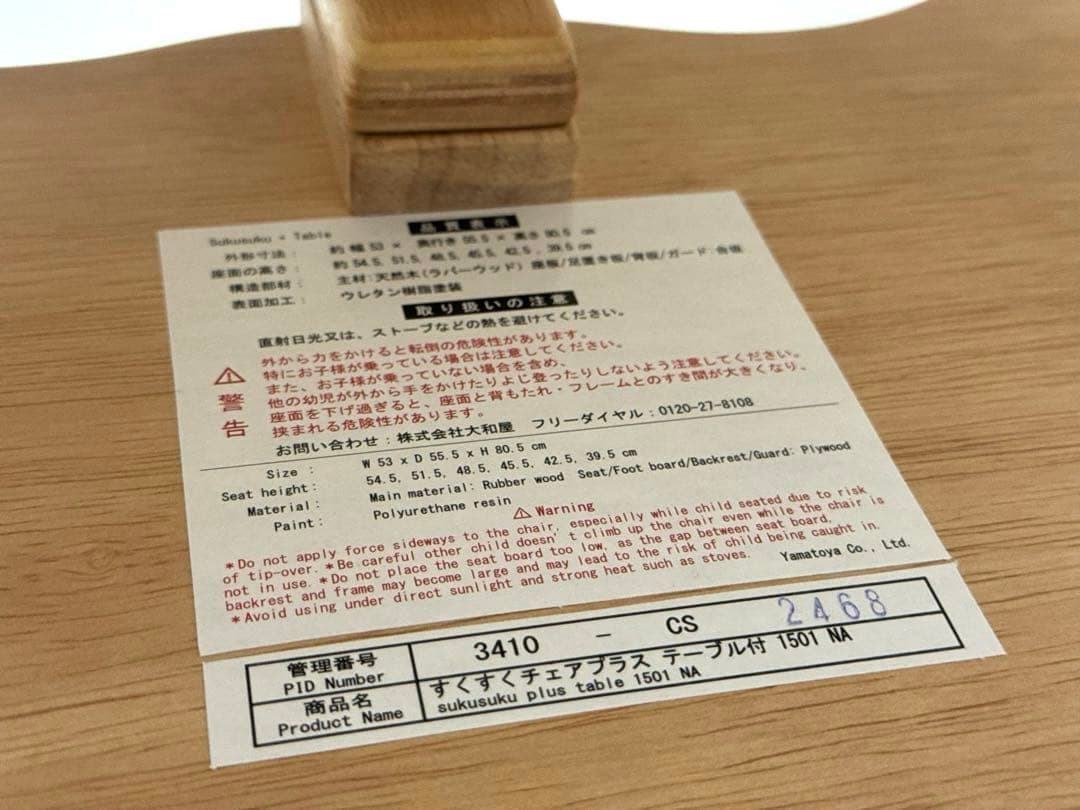 品質表示
Sukusuku + Table
外形寸法： 約 幅 53 × 奥行き 55.5 × 高さ 80.5 cm
座面の高さ： 約 54.5, 51.5, 48.5, 45.5, 42.5, 39.5 cm
構造部材： 主材:天然木(ラバーウッド) 座板/足置き板/背板/ガード:合板
表面加工： ウレタン樹脂塗装
取り扱いの注意
直射日光又は、ストーブなどの熱を避けてください。
⚠警告
外から力をかけると転倒の危険性があります。
特にお子様が乗っている場合は注意してください。
また、お子様が乗っていない場合を含め、
他の幼児が外から手をかけたりよじ登ったりしないよう注意してください。
座面を下げ過ぎると、座面と背もたれ・フレームとのすき間が大きくなり、
挟まれる危険性があります。
お問い合わせ：株式会社大和屋 フリーダイヤル：0120-27-8108
Size : W 53 x D 55.5 x H 80.5 cm
Seat height: 54.5, 51.5, 48.5, 45.5, 42.5, 39.5 cm
Material: Main material: Rubber wood Seat/Foot board/Backrest/Guard: Plywood
Paint: Polyurethane resin
⚠ Warning
*Do not apply force sideways to the chair, especially while child seated due to risk
of tip-over. *Be careful other child doesn't climb up the chair even while the chair is
not in use. *Do not place the seat board too low, as the gap between seat board,
backrest and frame may become large and may lead to the risk of child being caught in.
*Avoid using under direct sunlight and strong heat such as stoves.
Yamatoya Co., Ltd.
管理番号 3410 - CS 2468
PID Number
商品名 すくすくチェアプラス テーブル付 1501 NA
Product Name sukusuku plus table 1501 NA